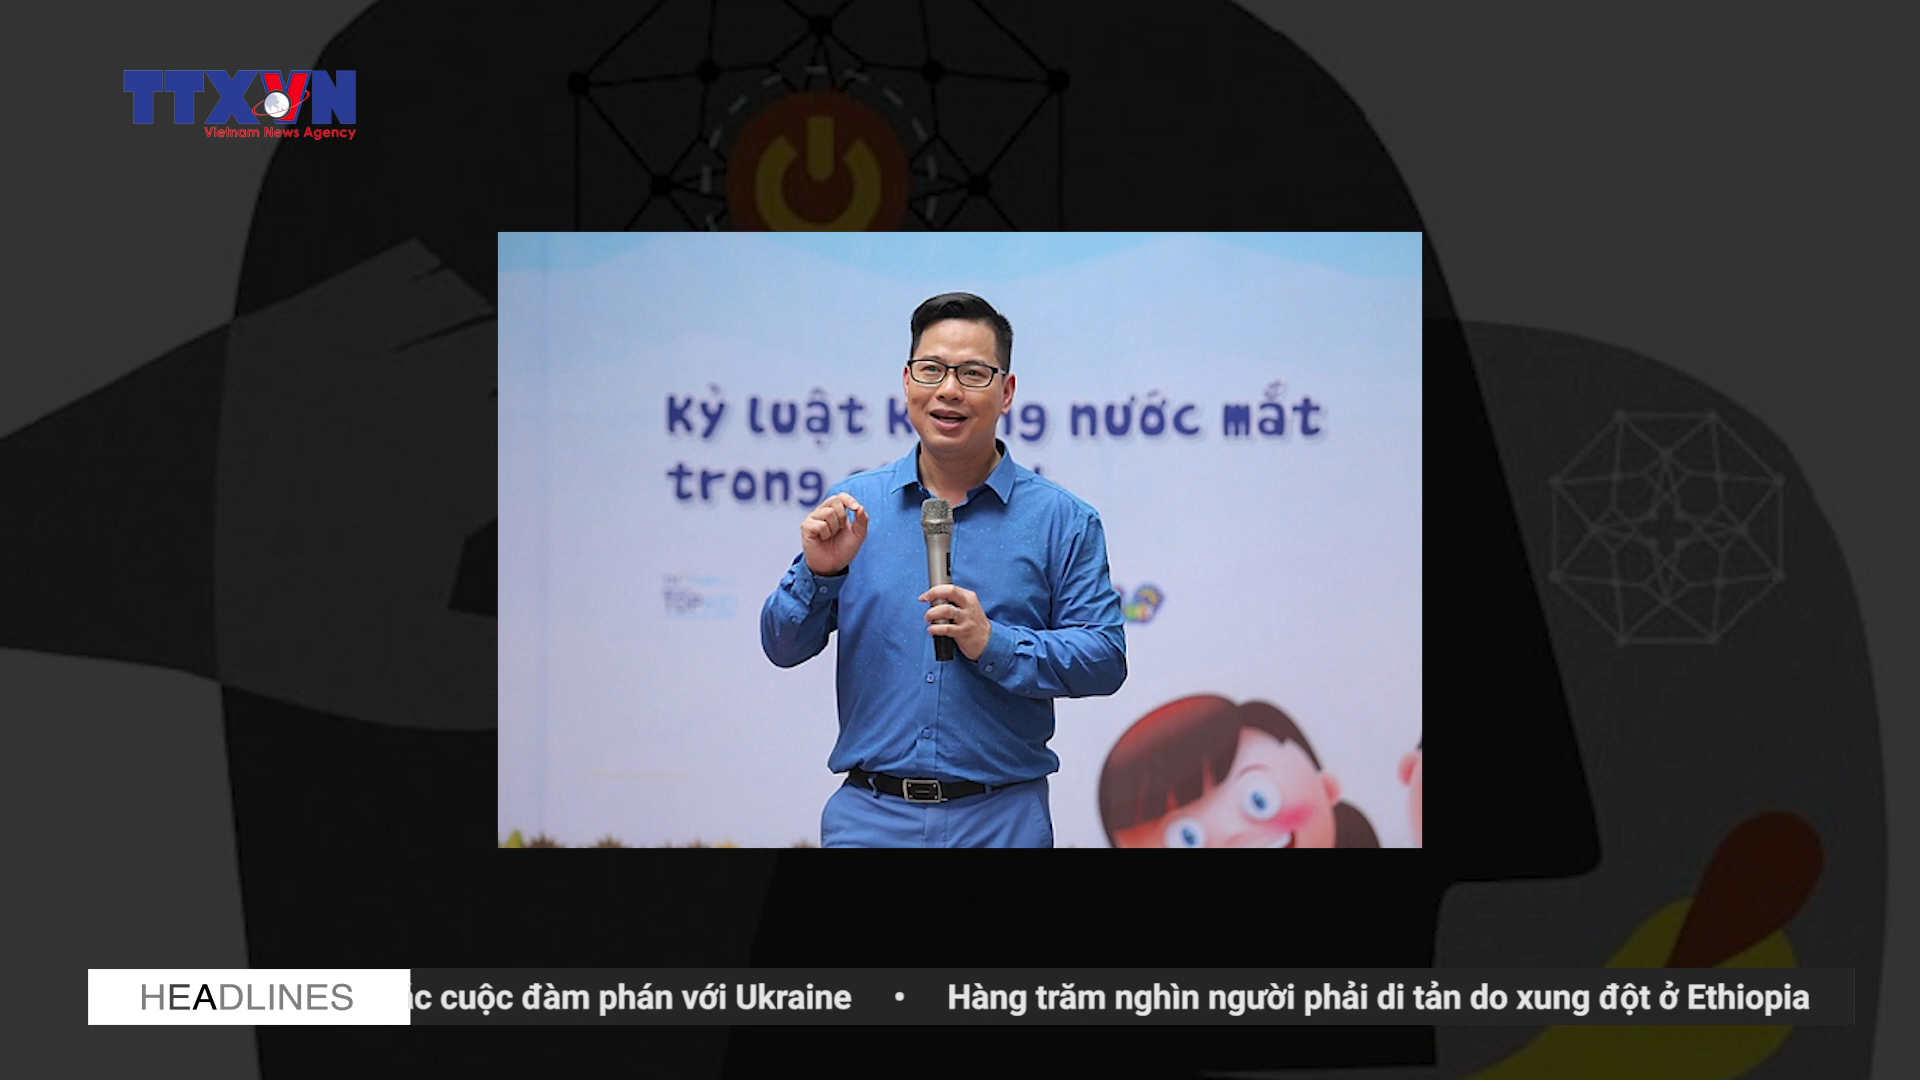 TTXVN
Vietnam News Agency
Kỷ luật nước mắt
trong
TOP
HEADLINES
cuộc đàm phán với Ukraine • Hàng trăm nghìn người phải di tản do xung đột ở Ethiopia